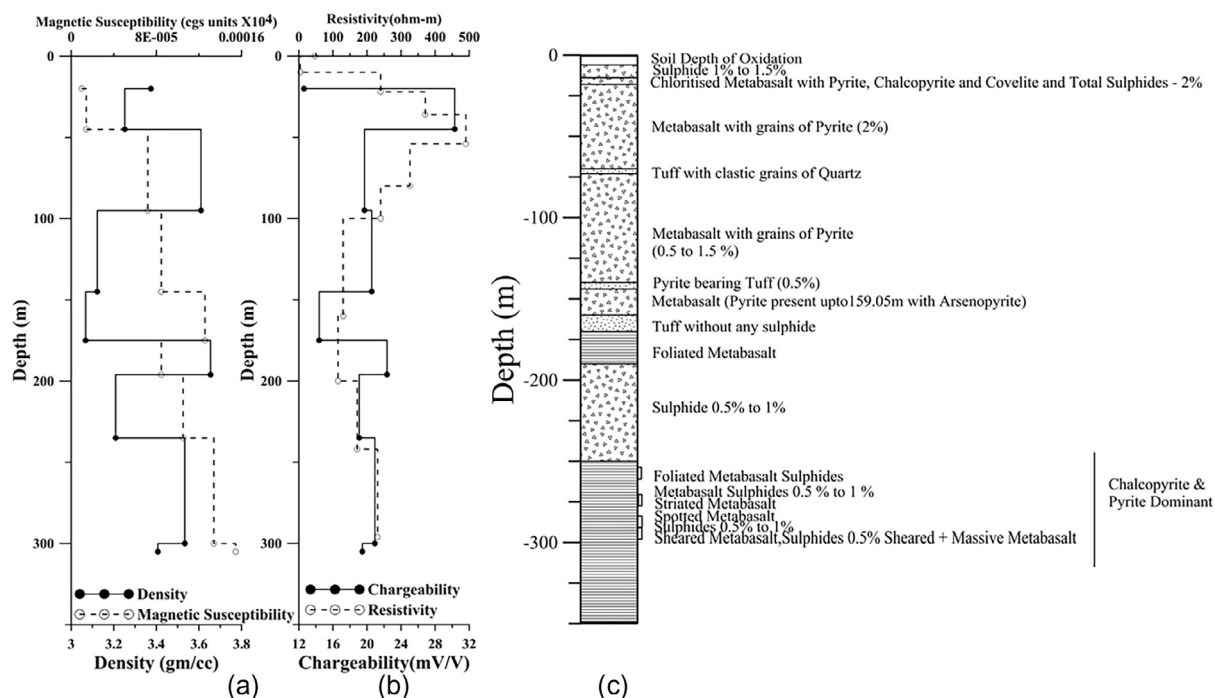 Magnetic Susceptibility (cgs units X10⁴)
0 8E-005 0.00016
Resistivity(ohm-m)
0 100 200 300 400 500
0
100
200
300
Depth (m)
Density
Magnetic Susceptibility
3 3.2 3.4 3.6 3.8
Density (gm/cc)
(a)
0
100
200
300
Depth (m)
Chargeability
Resistivity
12 16 20 24 28 32
Chargeability(mV/V)
(b)
0
-100
-200
-300
Depth (m)
Soil Depth of Oxidation
Sulphide 1% to 1.5%
Chloritised Metabasalt with Pyrite, Chalcopyrite and Covelite and Total Sulphides - 2%
Metabasalt with grains of Pyrite (2%)
Tuff with clastic grains of Quartz
Metabasalt with grains of Pyrite
(0.5 to 1.5 %)
Pyrite bearing Tuff (0.5%)
Metabasalt (Pyrite present upto159.05m with Arsenopyrite)
Tuff without any sulphide
Foliated Metabasalt
Sulphide 0.5% to 1%
Foliated Metabasalt Sulphides
Metabasalt Sulphides 0.5 % to 1 %
Striated Metabasalt
Spotted Metabasalt
Sulphides 0.5% to 1%
Sheared Metabasalt,Sulphides 0.5% Sheared + Massive Metabasalt
Chalcopyrite &
Pyrite Dominant
(c)